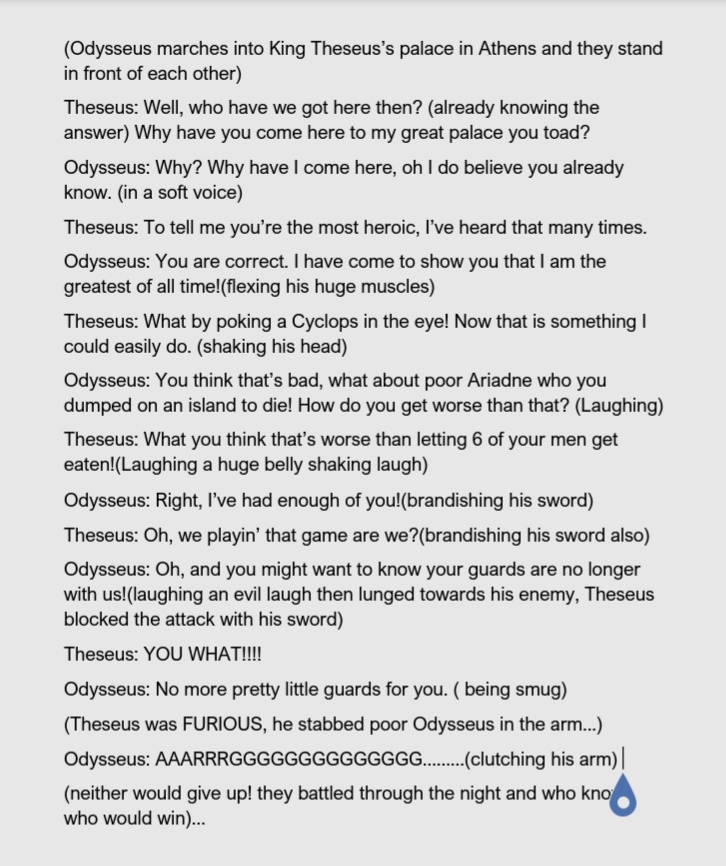 (Odysseus marches into King Theseus’s palace in Athens and they stand
in front of each other)
Theseus: Well, who have we got here then? (already knowing the
answer) Why have you come here to my great palace you toad?
Odysseus: Why? Why have I come here, oh I do believe you already
know. (in a soft voice)
Theseus: To tell me you’re the most heroic, I’ve heard that many times.
Odysseus: You are correct. I have come to show you that I am the
greatest of all time!(flexing his huge muscles)
Theseus: What by poking a Cyclops in the eye! Now that is something I
could easily do. (shaking his head)
Odysseus: You think that’s bad, what about poor Ariadne who you
dumped on an island to die! How do you get worse than that? (Laughing)
Theseus: What you think that’s worse than letting 6 of your men get
eaten!(Laughing a huge belly shaking laugh)
Odysseus: Right, I’ve had enough of you!(brandishing his sword)
Theseus: Oh, we playin’ that game are we?(brandishing his sword also)
Odysseus: Oh, and you might want to know your guards are no longer
with us!(laughing an evil laugh then lunged towards his enemy, Theseus
blocked the attack with his sword)
Theseus: YOU WHAT!!!!
Odysseus: No more pretty little guards for you. ( being smug)
(Theseus was FURIOUS, he stabbed poor Odysseus in the arm...)
Odysseus: AAARRRGGGGGGGGGGGGGGG.........(clutching his arm)
(neither would give up! they battled through the night and who
who would win)...